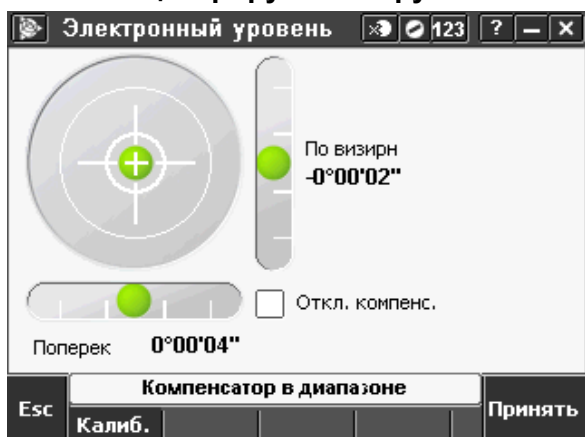 Электронный уровень 123 ? – x
По визирн
-0°00'02"
Откл. компенс.
Поперек 0°00'04"
Компенсатор в диапазоне
Esc Калиб. Принять